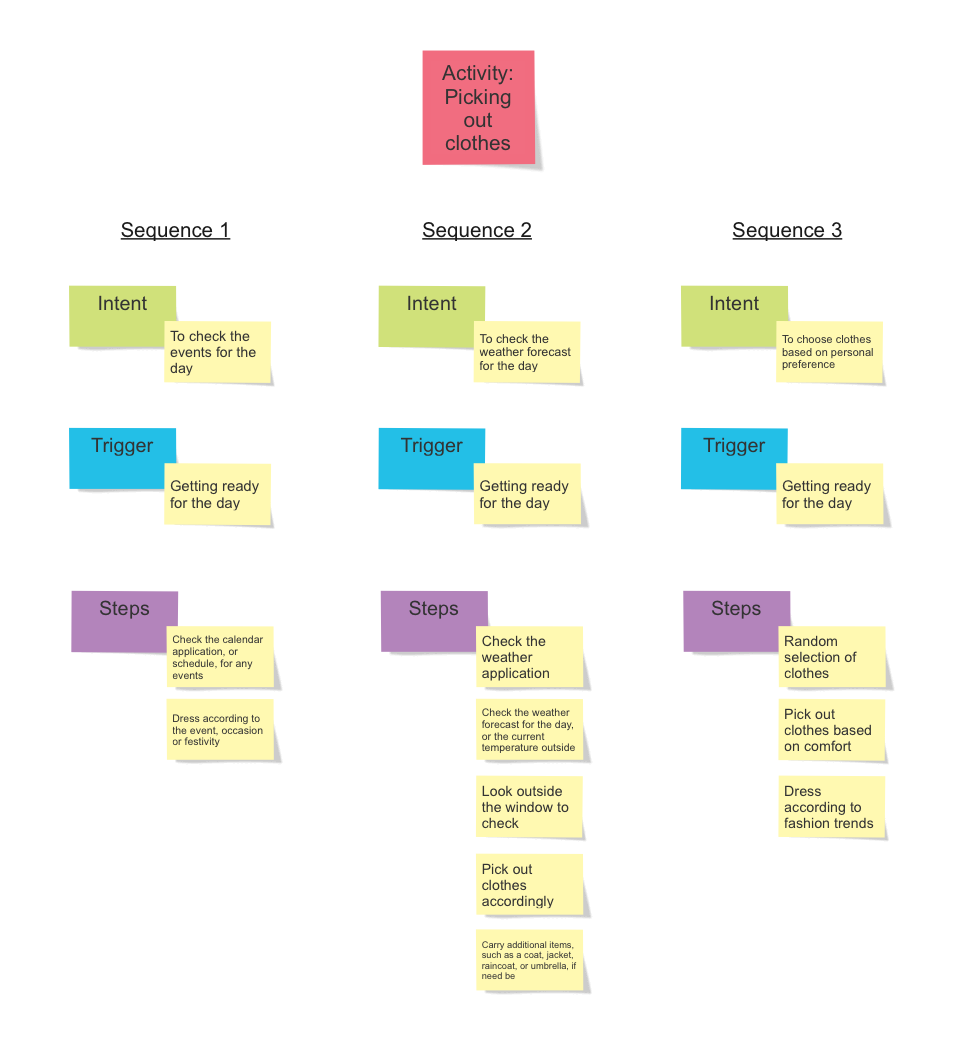 Activity:
Picking
out
clothes
Sequence 1
Sequence 2
Sequence 3
Intent
To check the
events for the
day
Intent
To check the
weather forecast
for the day
Intent
To choose clothes
based on personal
preference
Trigger
Getting ready
for the day
Trigger
Getting ready
for the day
Trigger
Getting ready
for the day
Steps
Check the calendar
application, or
schedule, for any
events
Dress according to
the event, occasion
or festivity
Steps
Check the
weather
application
Check the weather
forecast for the day,
or the current
temperature outside
Look outside
the window to
check
Pick out
clothes
accordingly
Carry additional items,
such as a coat, jacket,
raincoat, or umbrella, if
need be
Steps
Random
selection of
clothes
Pick out
clothes based
on comfort
Dress
according to
fashion trends